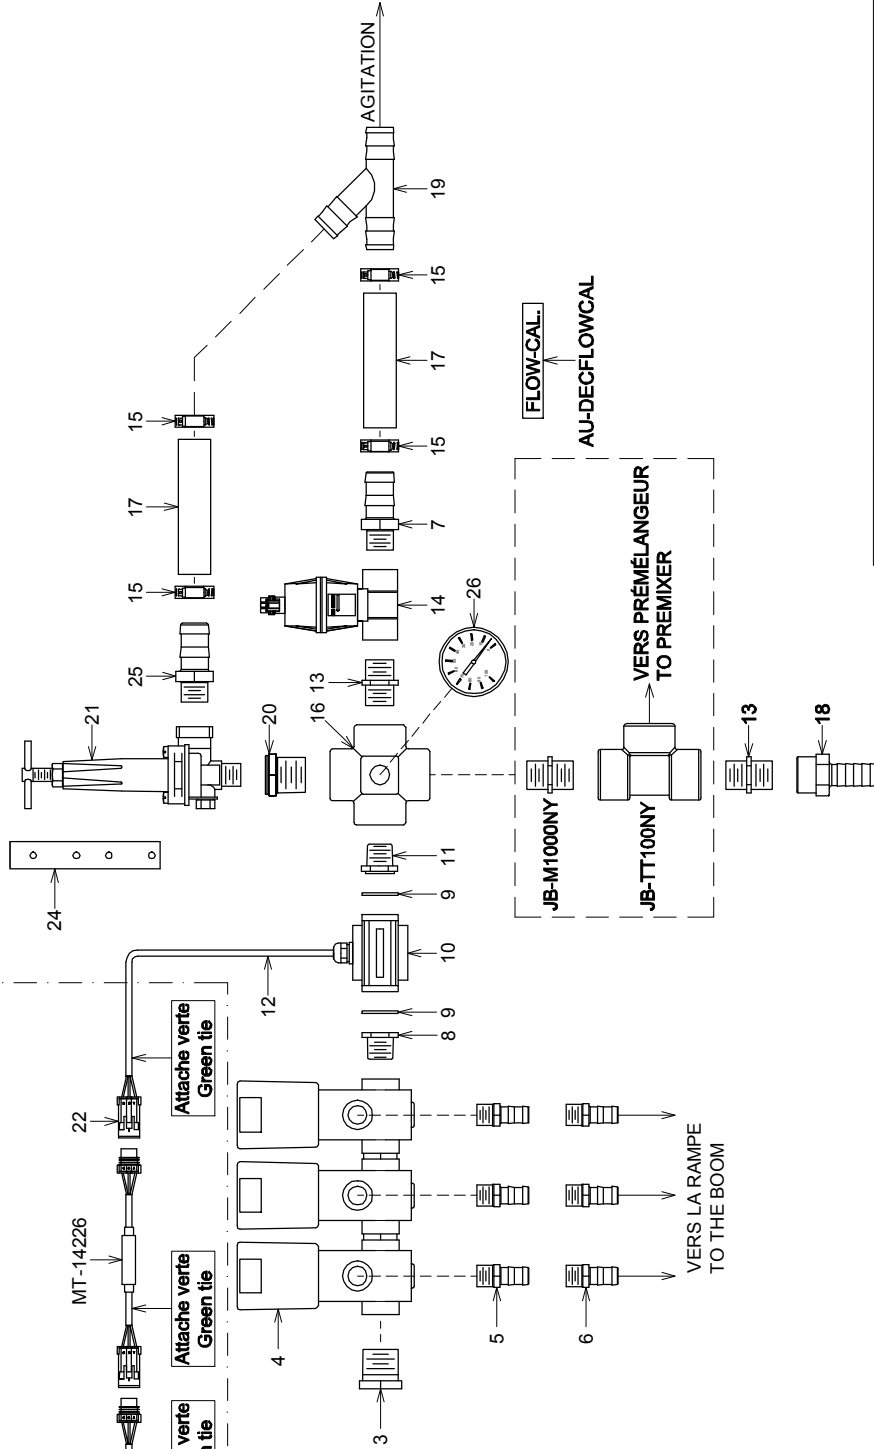 AGITATION
19
15
17
15
7
14
26
13
16
15
17
15
25
21
20
24
11
9
10
12
9
8
22
MT-14226
Attache verte
Green tie
Attache verte
Green tie
verte
tie
4
3
5
6
VERS LA RAMPE
TO THE BOOM
FLOW-CAL.
AU-DECFLOWCAL
VERS PRÉMÉLANGEUR
TO PREMIXER
JB-M1000NY
JB-TT100NY
13
18